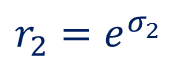 r₂ = e^{σ₂}